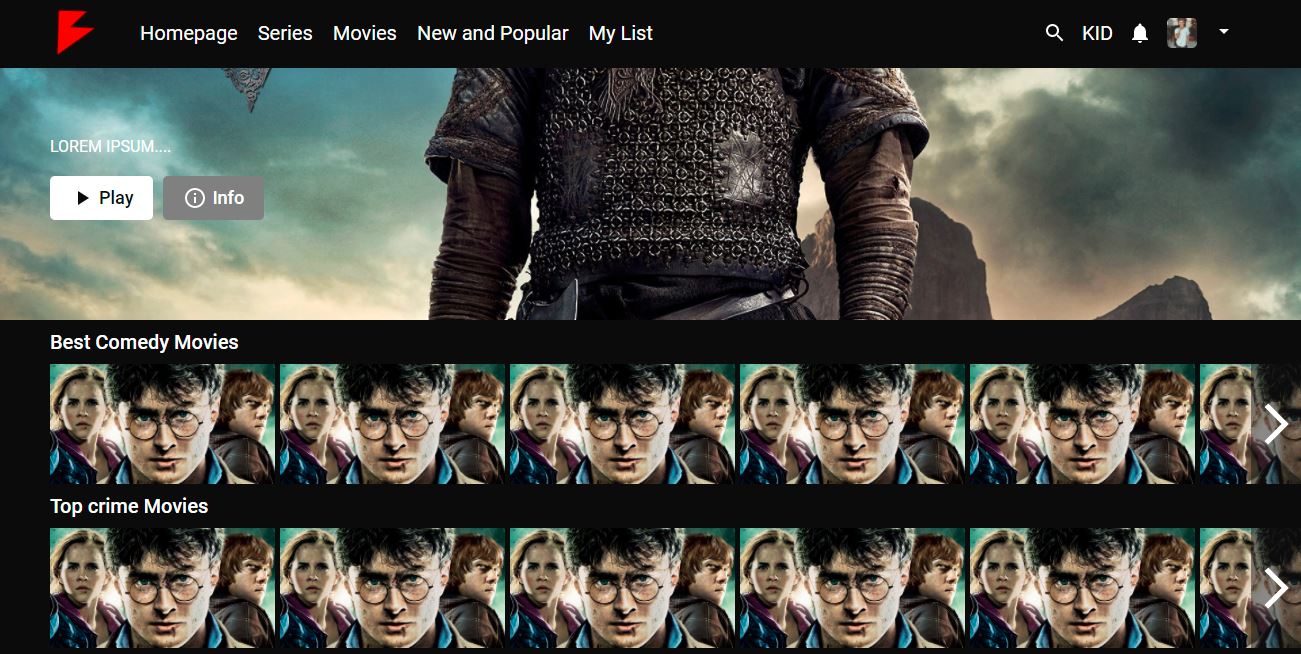 Homepage Series Movies New and Popular My List KID
LOREM IPSUM....
Play Info
Best Comedy Movies
Top crime Movies